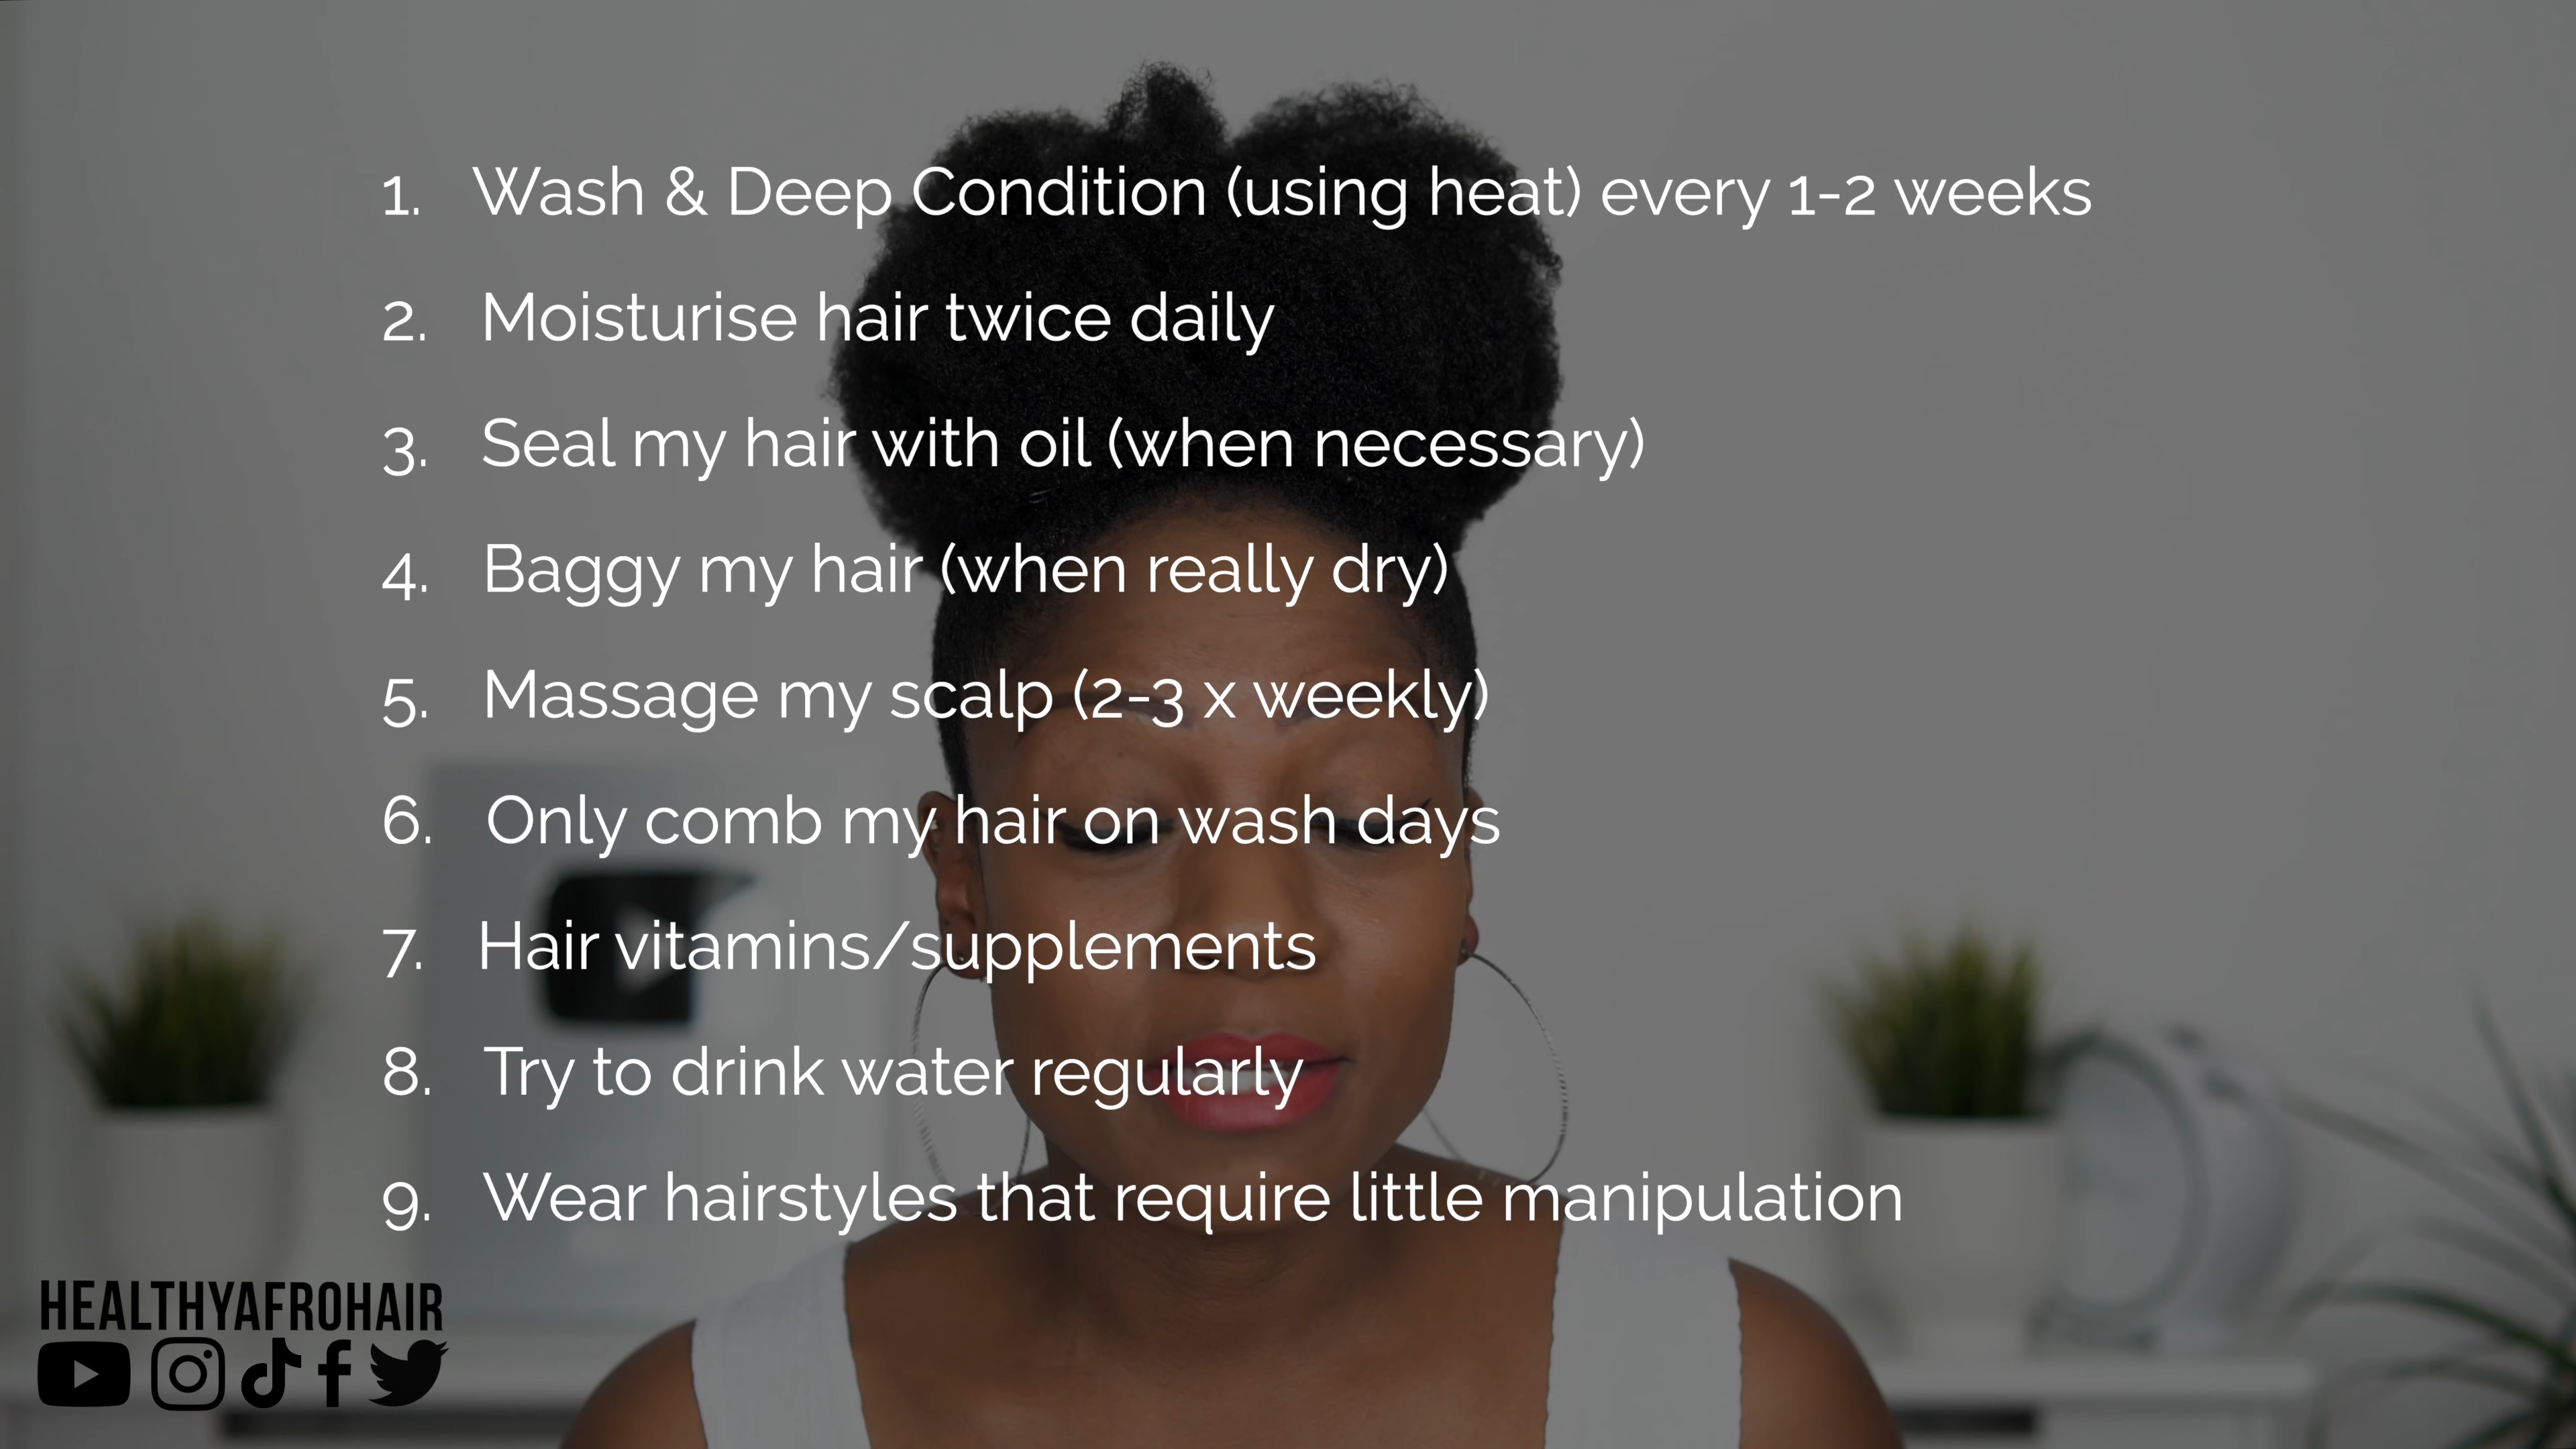 1. Wash & Deep Condition (using heat) every 1-2 weeks
2. Moisturise hair twice daily
3. Seal my hair with oil (when necessary)
4. Baggy my hair (when really dry)
5. Massage my scalp (2-3 x weekly)
6. Only comb my hair on wash days
7. Hair vitamins/supplements
8. Try to drink water regularly
9. Wear hairstyles that require little manipulation
HEALTHYAFROHAIR